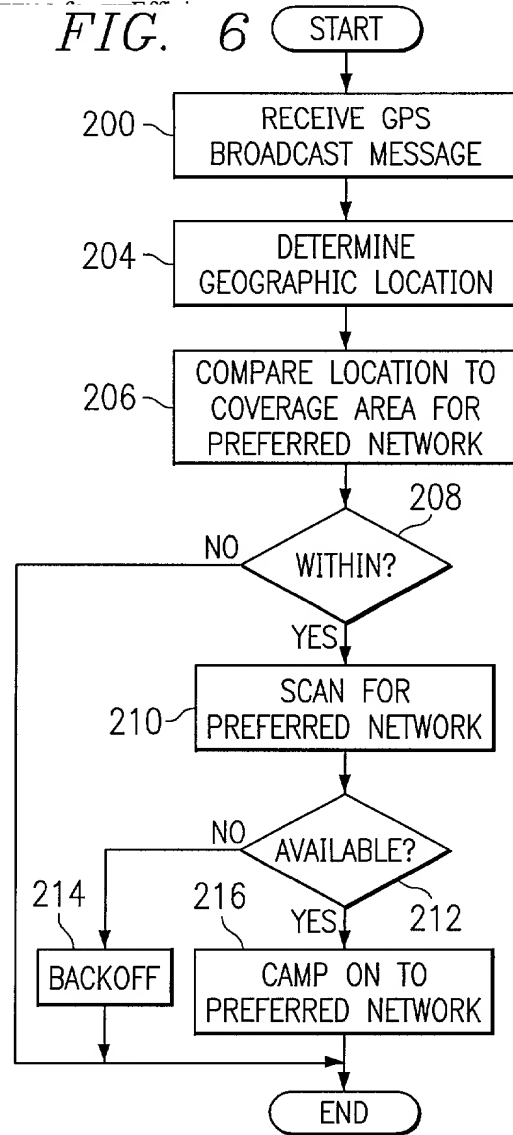 FIG. 6
START
200
RECEIVE GPS
BROADCAST MESSAGE
204
DETERMINE
GEOGRAPHIC LOCATION
206
COMPARE LOCATION TO
COVERAGE AREA FOR
PREFERRED NETWORK
208
NO
WITHIN?
YES
210
SCAN FOR
PREFERRED NETWORK
NO
AVAILABLE?
212
214
216
YES
BACKOFF
CAMP ON TO
PREFERRED NETWORK
END